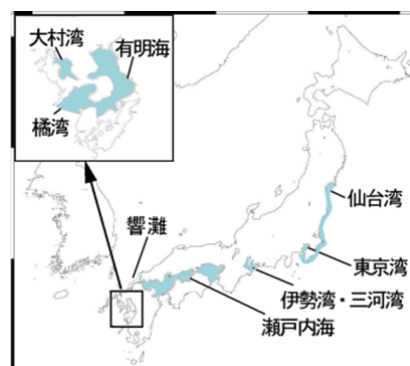 大村湾
有明海
橘湾
響灘
仙台湾
東京湾
伊勢湾・三河湾
瀬戸内海